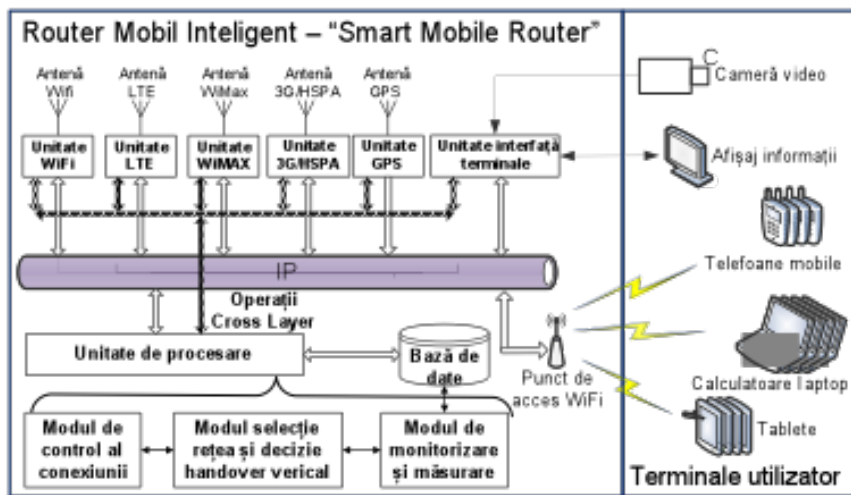 Router Mobil Inteligent – “Smart Mobile Router”
Antenă
Wifi
Antenă
LTE
Antenă
WiMax
Antenă
3G/HSPA
Antenă
GPS
Unitate
WiFi
Unitate
LTE
Unitate
WiMAX
Unitate
3G/HSPA
Unitate
GPS
Unitate interfață
terminale
IP
Operații
Cross Layer
Unitate de procesare
Bază de
date
Punct de
acces WiFi
Modul de
control al
conexiunii
Modul selecție
rețea și decizie
handover verical
Modul de
monitorizare
și măsurare
C
Cameră video
Afișaj informații
Telefoane mobile
Calculatoare laptop
Tablete
Terminale utilizator